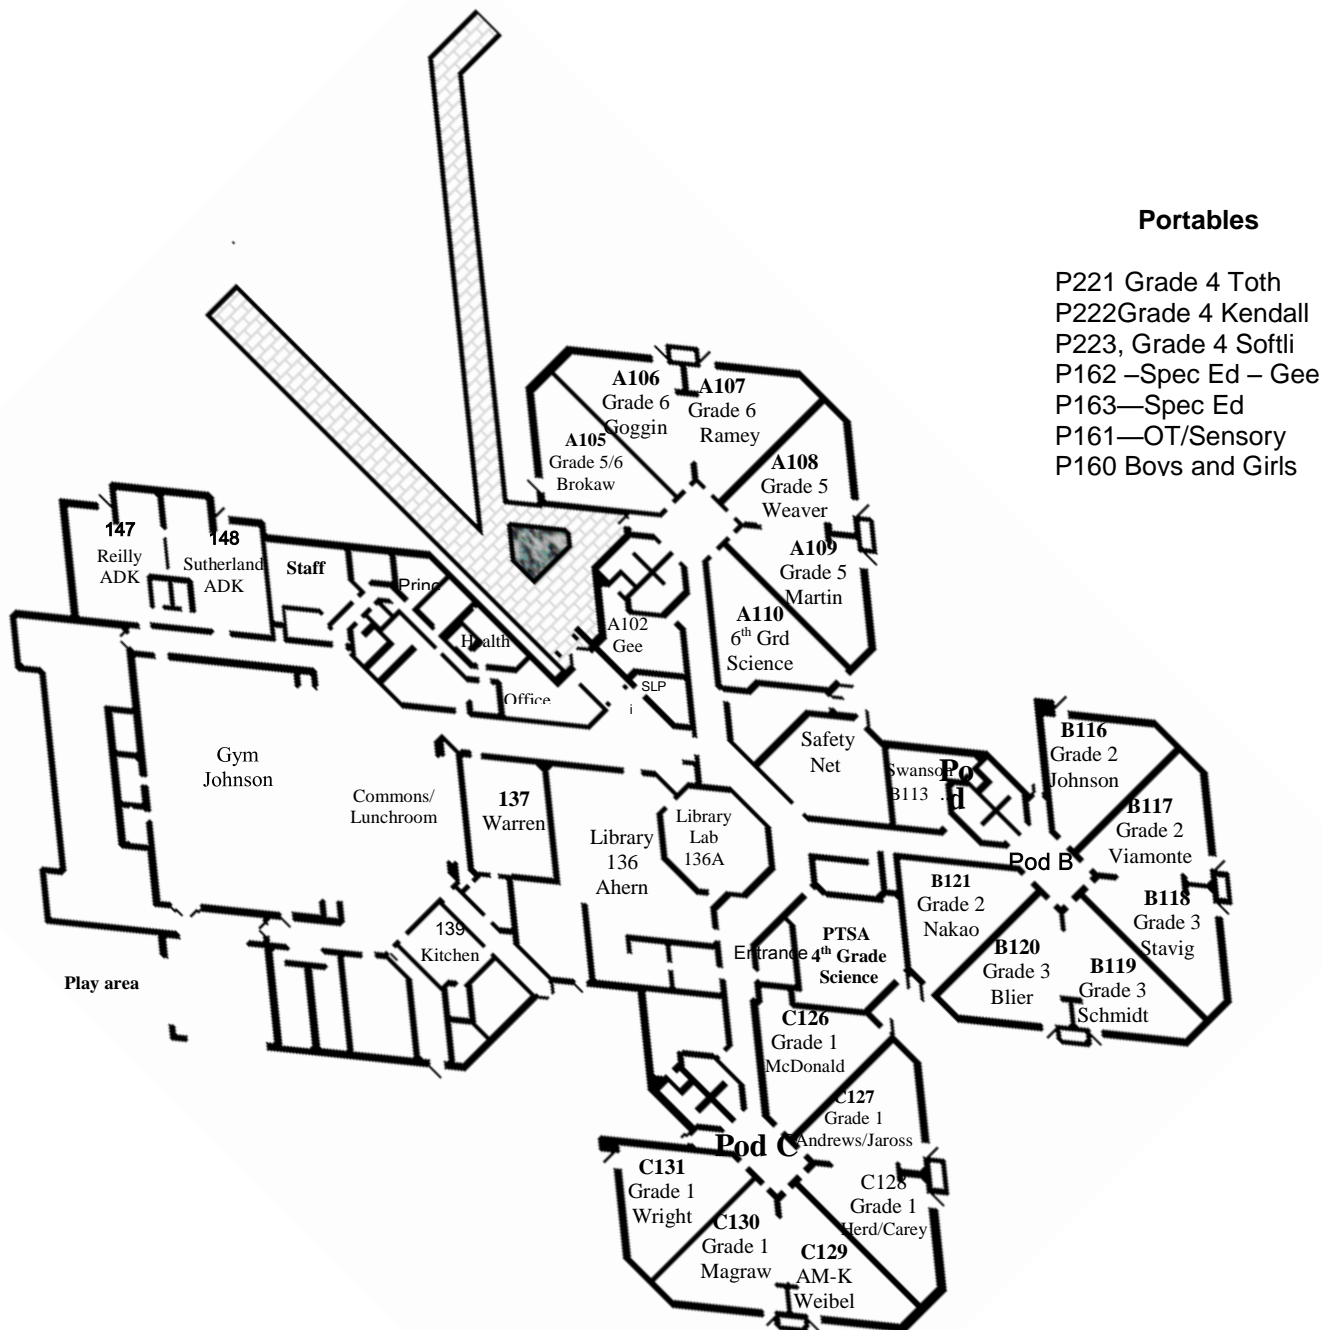 Portables
P221 Grade 4 Toth
P222Grade 4 Kendall
P223, Grade 4 Softli
P162 –Spec Ed – Gee
P163—Spec Ed
P161—OT/Sensory
P160 Boys and Girls
A106
Grade 6
Goggin
A107
Grade 6
Ramey
A105
Grade 5/6
Brokaw
A108
Grade 5
Weaver
A109
Grade 5
Martin
A110
6th Grd
Science
147
Reilly
ADK
148
Sutherland
ADK
Staff
Princ
Health
Office
A102
Gee
SLP
i
Gym
Johnson
Commons/
Lunchroom
137
Warren
Library
136
Ahern
Library
Lab
136A
Safety
Net
Swanson
B113
Po
d
B116
Grade 2
Johnson
B117
Grade 2
Viamonte
Pod B
B118
Grade 3
Stavig
B119
Grade 3
Schmidt
B120
Grade 3
Blier
B121
Grade 2
Nakao
139
Kitchen
Entrance
PTSA
4th Grade
Science
Play area
C126
Grade 1
McDonald
C127
Grade 1
Andrews/Jaross
Pod C
C128
Grade 1
Herd/Carey
C131
Grade 1
Wright
C130
Grade 1
Magraw
C129
AM-K
Weibel